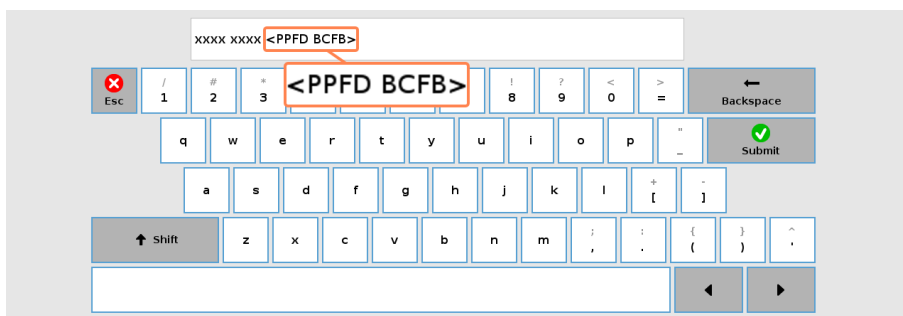 xxxx xxxx <PPFD BCFB>
<PPFD BCFB>
Esc / 1 # 2 * 3 ! 8 ? 9 < 0 > = Backspace
q w e r t y u i o p " _ Submit
a s d f g h j k l + [ - ]
Shift z x c v b n m ; , : . { ( } ) ^ '